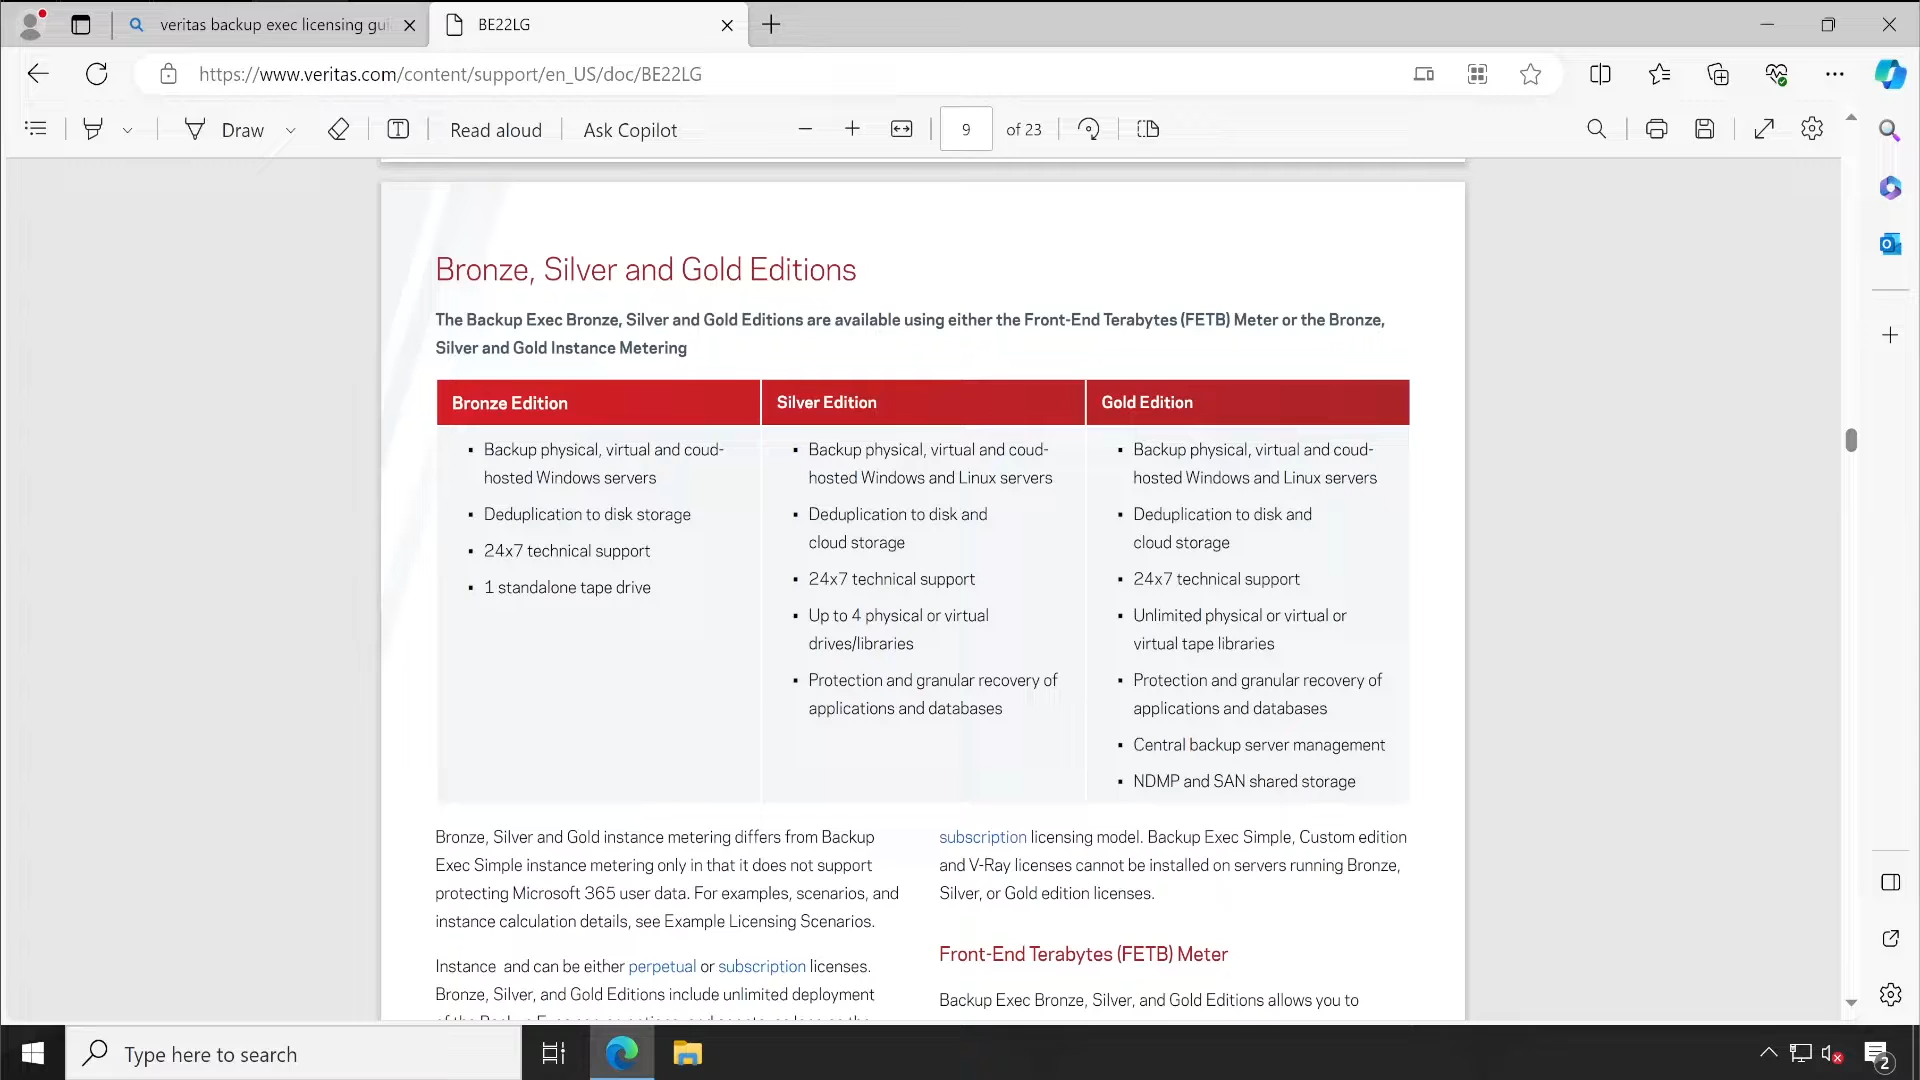 veritas backup exec licensing gui
BE22LG
https://www.veritas.com/content/support/en_US/doc/BE22LG
Draw
Read aloud
Ask Copilot
9
of 23
Bronze, Silver and Gold Editions
The Backup Exec Bronze, Silver and Gold Editions are available using either the Front-End Terabytes (FETB) Meter or the Bronze,
Silver and Gold Instance Metering
Bronze Edition
▪ Backup physical, virtual and coud-
hosted Windows servers
▪ Deduplication to disk storage
▪ 24x7 technical support
▪ 1 standalone tape drive
Silver Edition
▪ Backup physical, virtual and coud-
hosted Windows and Linux servers
▪ Deduplication to disk and
cloud storage
▪ 24x7 technical support
▪ Up to 4 physical or virtual
drives/libraries
▪ Protection and granular recovery of
applications and databases
Gold Edition
▪ Backup physical, virtual and coud-
hosted Windows and Linux servers
▪ Deduplication to disk and
cloud storage
▪ 24x7 technical support
▪ Unlimited physical or virtual or
virtual tape libraries
▪ Protection and granular recovery of
applications and databases
▪ Central backup server management
▪ NDMP and SAN shared storage
Bronze, Silver and Gold instance metering differs from Backup
Exec Simple instance metering only in that it does not support
protecting Microsoft 365 user data. For examples, scenarios, and
instance calculation details, see Example Licensing Scenarios.
Instance and can be either perpetual or subscription licenses.
Bronze, Silver, and Gold Editions include unlimited deployment
subscription licensing model. Backup Exec Simple, Custom edition
and V-Ray licenses cannot be installed on servers running Bronze,
Silver, or Gold edition licenses.
Front-End Terabytes (FETB) Meter
Backup Exec Bronze, Silver, and Gold Editions allows you to
Type here to search
2